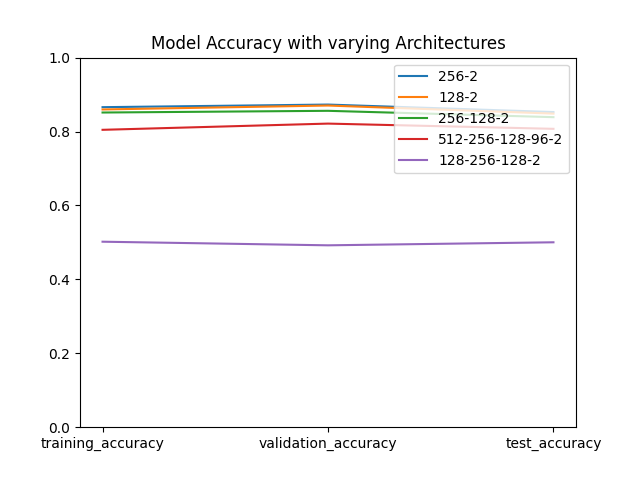 Model Accuracy with varying Architectures
1.0
0.8
0.6
0.4
0.2
0.0
256-2
128-2
256-128-2
512-256-128-96-2
128-256-128-2
training_accuracy
validation_accuracy
test_accuracy